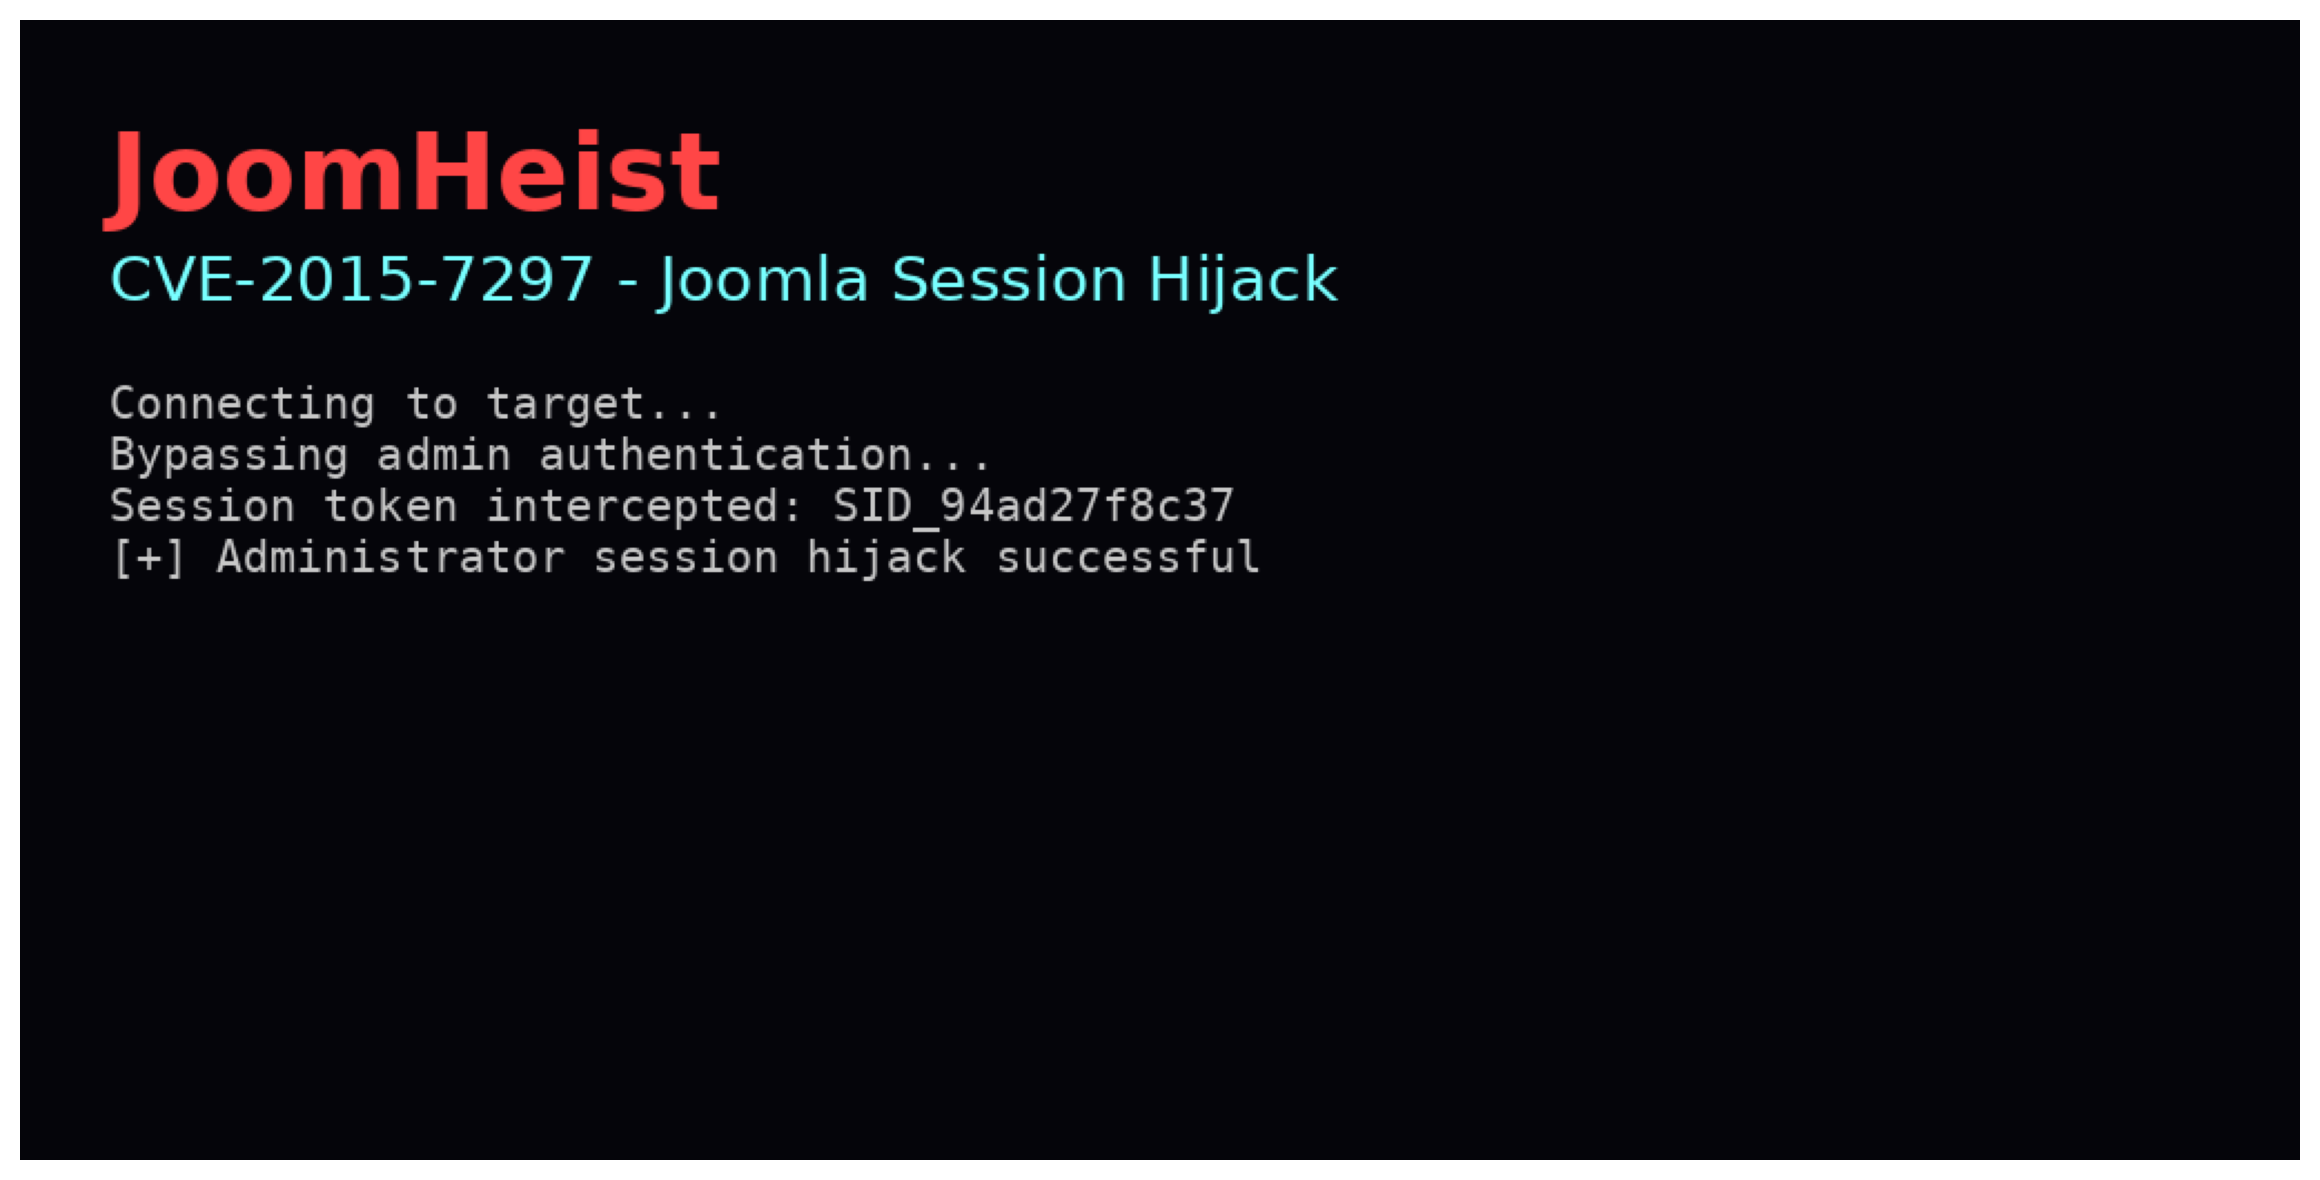 JoomHeist
CVE-2015-7297 - Joomla Session Hijack
Connecting to target...
Bypassing admin authentication...
Session token intercepted: SID_94ad27f8c37
[+] Administrator session hijack successful